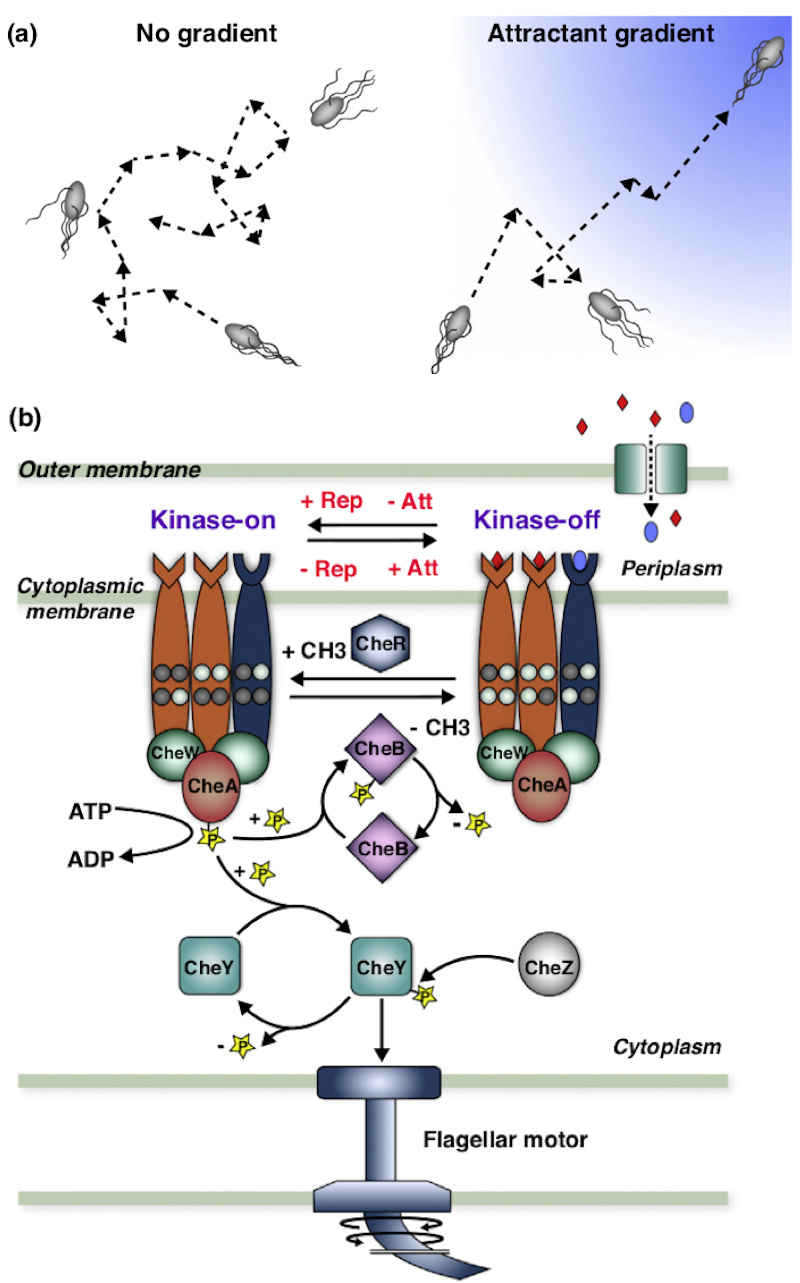 (a)
No gradient
Attractant gradient
(b)
Outer membrane
+ Rep - Att
Kinase-on
Kinase-off
- Rep + Att
Periplasm
Cytoplasmic
membrane
+ CH3
CheR
- CH3
CheW
CheA
CheB
P
CheW
CheA
ATP
ADP
P
+ P
- P
CheB
+ P
CheY
CheY
P
CheZ
- P
Cytoplasm
Flagellar motor